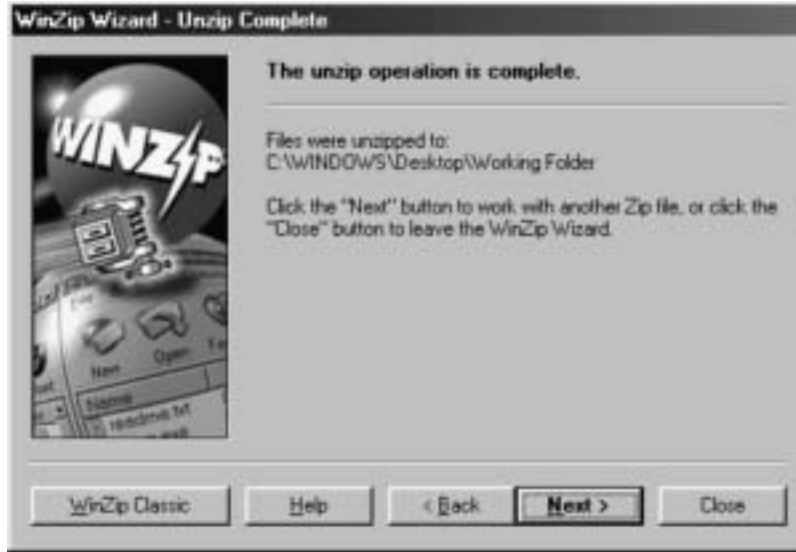 WinZip Wizard - Unzip Complete
The unzip operation is complete.
WINZIP
Files were unzipped to:
C:\WINDOWS\Desktop\Working Folder
Click the "Next" button to work with another Zip file, or click the
"Close" button to leave the WinZip Wizard.
New
Open
Name
readme.txt
WinZip Classic
Help
< Back
Next >
Close